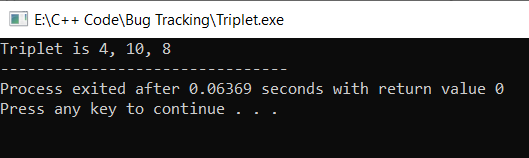 E:\C++ Code\Bug Tracking\Triplet.exe
Triplet is 4, 10, 8
--------------------------------
Process exited after 0.06369 seconds with return value 0
Press any key to continue . . .